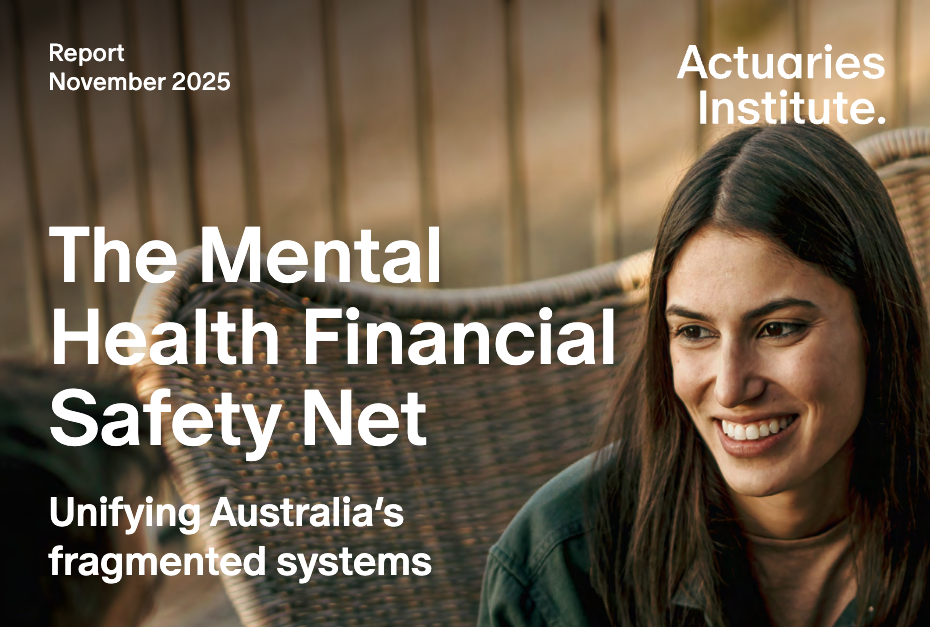 Report
November 2025
Actuaries
Institute.
The Mental
Health Financial
Safety Net
Unifying Australia’s
fragmented systems